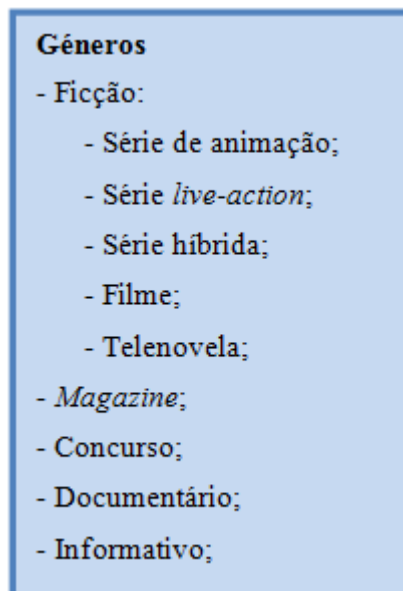 Géneros
- Ficção:
- Série de animação;
- Série live-action;
- Série híbrida;
- Filme;
- Telenovela;
- Magazine;
- Concurso;
- Documentário;
- Informativo;